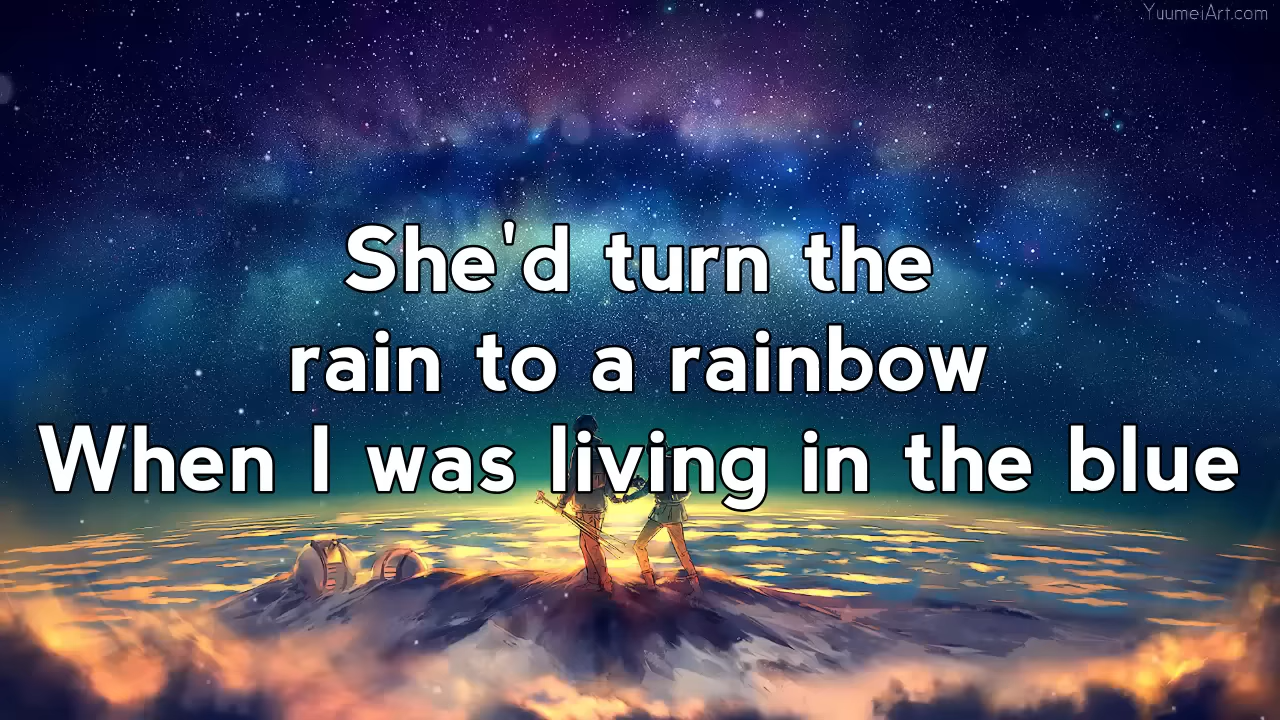 YuumeiArt.com
She'd turn the
rain to a rainbow
When I was living in the blue